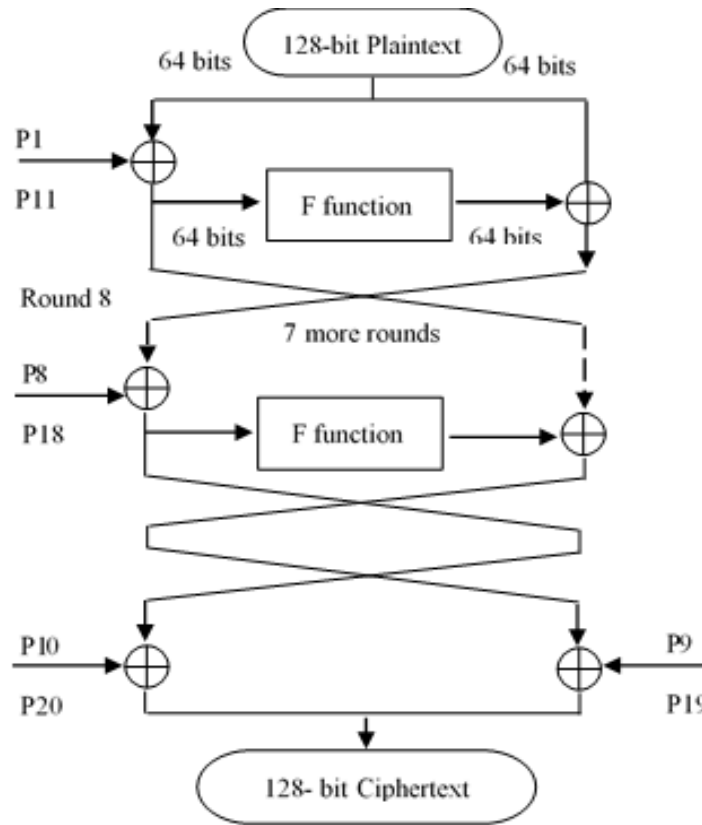 128-bit Plaintext
64 bits
64 bits
P1
P11
F function
64 bits
64 bits
Round 8
7 more rounds
P8
P18
F function
P10
P20
P9
P19
128- bit Ciphertext